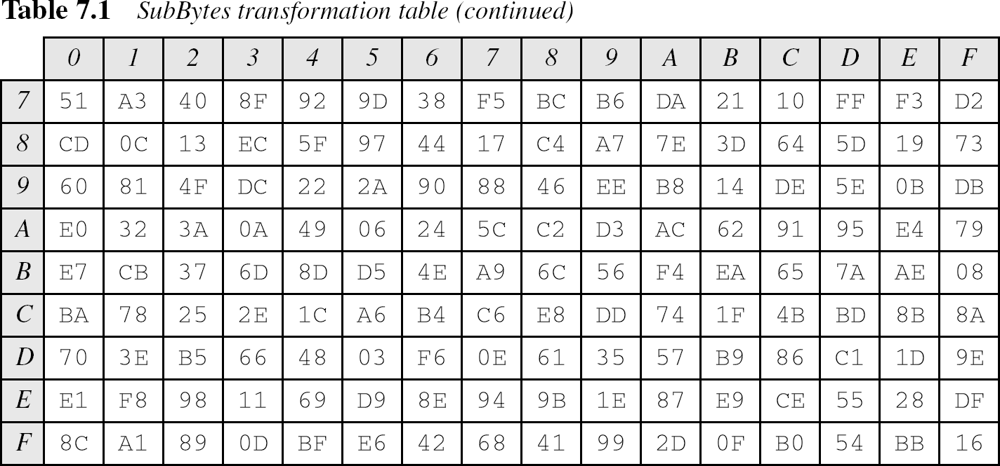 Table 7.1 SubBytes transformation table (continued)
0 1 2 3 4 5 6 7 8 9 A B C D E F
7 51 A3 40 8F 92 9D 38 F5 BC B6 DA 21 10 FF F3 D2
8 CD 0C 13 EC 5F 97 44 17 C4 A7 7E 3D 64 5D 19 73
9 60 81 4F DC 22 2A 90 88 46 EE B8 14 DE 5E 0B DB
A E0 32 3A 0A 49 06 24 5C C2 D3 AC 62 91 95 E4 79
B E7 CB 37 6D 8D D5 4E A9 6C 56 F4 EA 65 7A AE 08
C BA 78 25 2E 1C A6 B4 C6 E8 DD 74 1F 4B BD 8B 8A
D 70 3E B5 66 48 03 F6 0E 61 35 57 B9 86 C1 1D 9E
E E1 F8 98 11 69 D9 8E 94 9B 1E 87 E9 CE 55 28 DF
F 8C A1 89 0D BF E6 42 68 41 99 2D 0F B0 54 BB 16